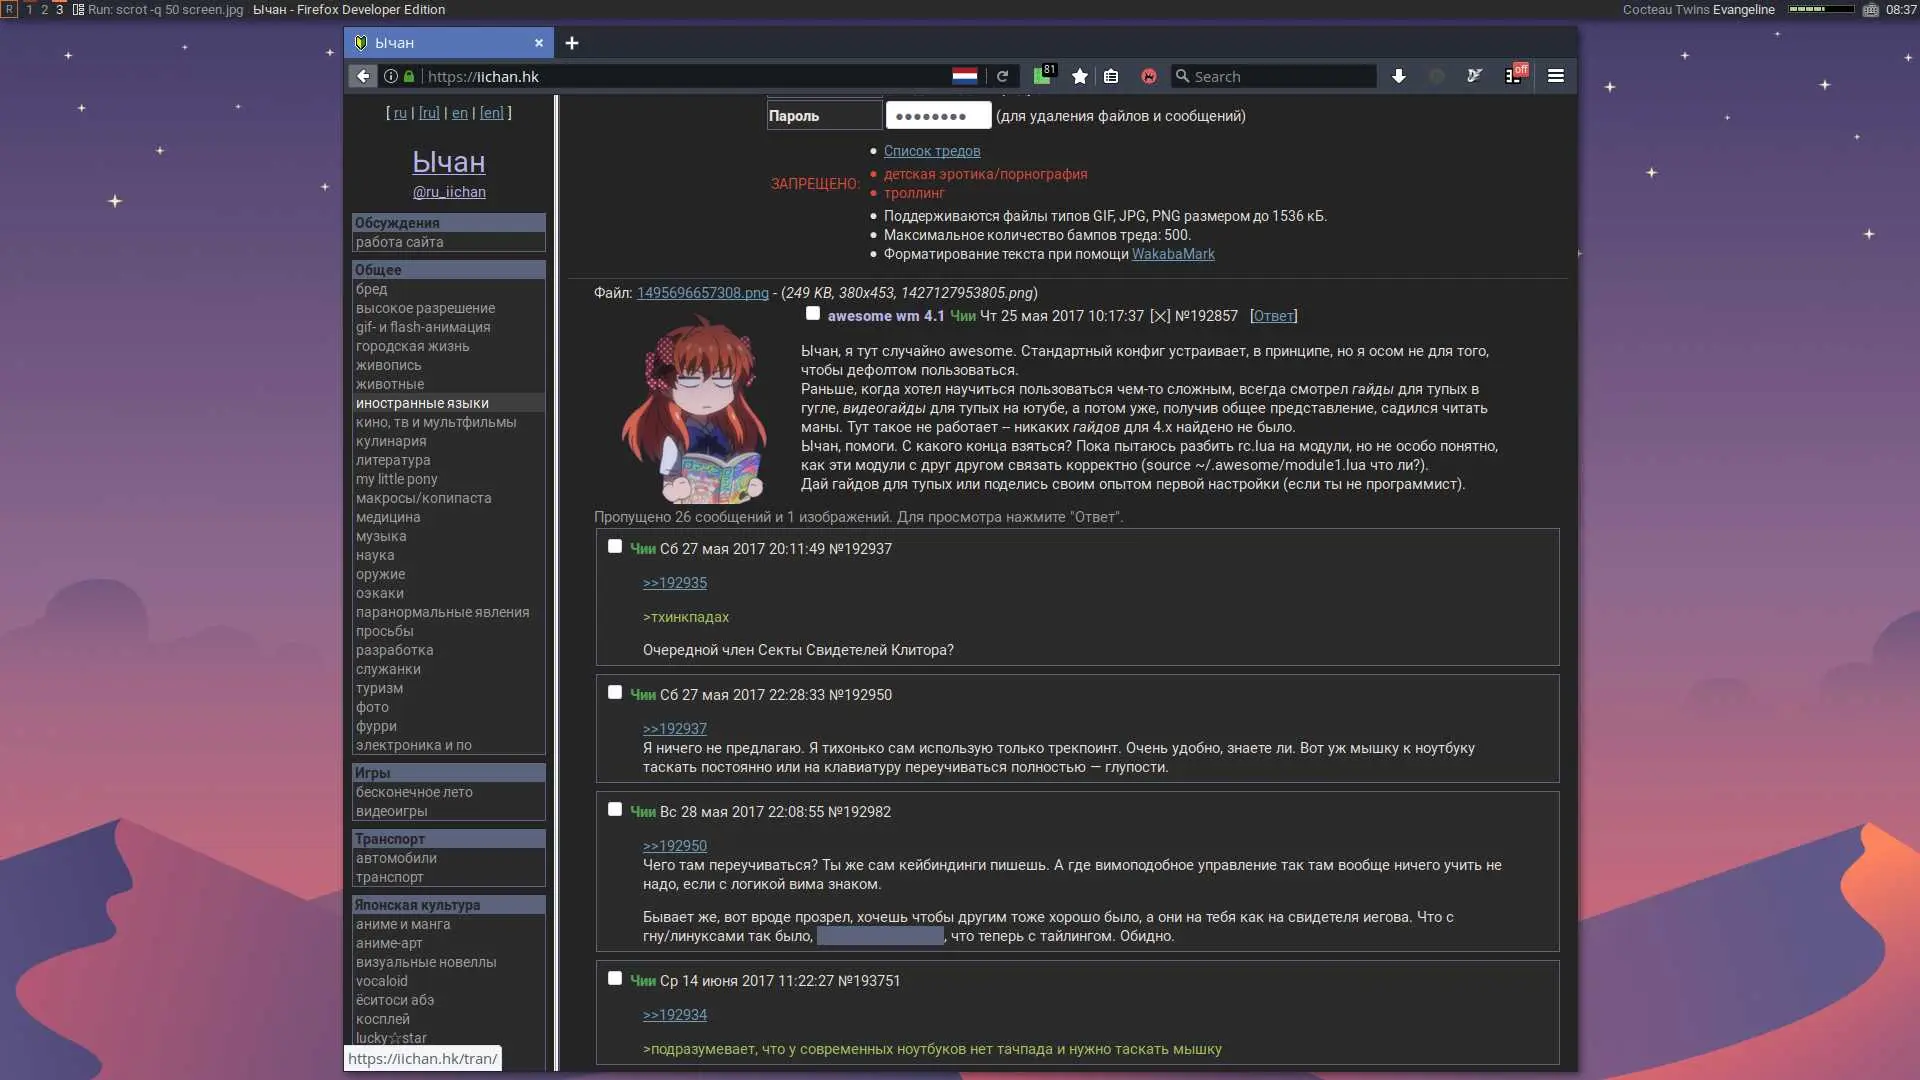 R 1 2 3 Run: scrot -q 50 screen.jpg Ычан - Firefox Developer Edition
Cocteau Twins Evangeline 08:37
Ычан
https://iichan.hk
81
Search
off
[ ru | [ru] | en | [en] ]
Ычан
@ru_iichan
Обсуждения
работа сайта
Общее
бред
высокое разрешение
gif- и flash-анимация
городская жизнь
живопись
животные
иностранные языки
кино, тв и мультфильмы
кулинария
литература
my little pony
макросы/копипаста
медицина
музыка
наука
оружие
оэкаки
паранормальные явления
просьбы
разработка
служанки
туризм
фото
фурри
электроника и по
Игры
бесконечное лето
видеоигры
Транспорт
автомобили
транспорт
Японская культура
аниме и манга
аниме-арт
визуальные новеллы
vocaloid
ёситоси абэ
косплей
lucky☆star
https://iichan.hk/tran/
Пароль ●●●●●●●● (для удаления файлов и сообщений)
Список тредов
ЗАПРЕЩЕНО:
детская эротика/порнография
троллинг
Поддерживаются файлы типов GIF, JPG, PNG размером до 1536 кБ.
Максимальное количество бампов треда: 500.
Форматирование текста при помощи WakabaMark
Файл: 1495696657308.png - (249 KB, 380x453, 1427127953805.png)
awesome wm 4.1 Чии Чт 25 мая 2017 10:17:37 [X] №192857 [Ответ]
Ычан, я тут случайно awesome. Стандартный конфиг устраивает, в принципе, но я осом не для того,
чтобы дефолтом пользоваться.
Раньше, когда хотел научиться пользоваться чем-то сложным, всегда смотрел гайды для тупых в
гугле, видеогайды для тупых на ютубе, а потом уже, получив общее представление, садился читать
маны. Тут такое не работает – никаких гайдов для 4.x найдено не было.
Ычан, помоги. С какого конца взяться? Пока пытаюсь разбить rc.lua на модули, но не особо понятно,
как эти модули с друг другом связать корректно (source ~/.awesome/module1.lua что ли?).
Дай гайдов для тупых или поделись своим опытом первой настройки (если ты не программист).
Пропущено 26 сообщений и 1 изображений. Для просмотра нажмите "Ответ".
Чии Сб 27 мая 2017 20:11:49 №192937
>>192935
>тхинкпадах
Очередной член Секты Свидетелей Клитора?
Чии Сб 27 мая 2017 22:28:33 №192950
>>192937
Я ничего не предлагаю. Я тихонько сам использую только трекпоинт. Очень удобно, знаете ли. Вот уж мышку к ноутбуку
таскать постоянно или на клавиатуру переучиваться полностью — глупости.
Чии Вс 28 мая 2017 22:08:55 №192982
>>192950
Чего там переучиваться? Ты же сам кейбиндинги пишешь. А где вимоподобное управление так там вообще ничего учить не
надо, если с логикой вима знаком.
Бывает же, вот вроде прозрел, хочешь чтобы другим тоже хорошо было, а они на тебя как на свидетеля иегова. Что с
гну/линуксами так было, , что теперь с тайлингом. Обидно.
Чии Ср 14 июня 2017 11:22:27 №193751
>>192934
>подразумевает, что у современных ноутбуков нет тачпада и нужно таскать мышку